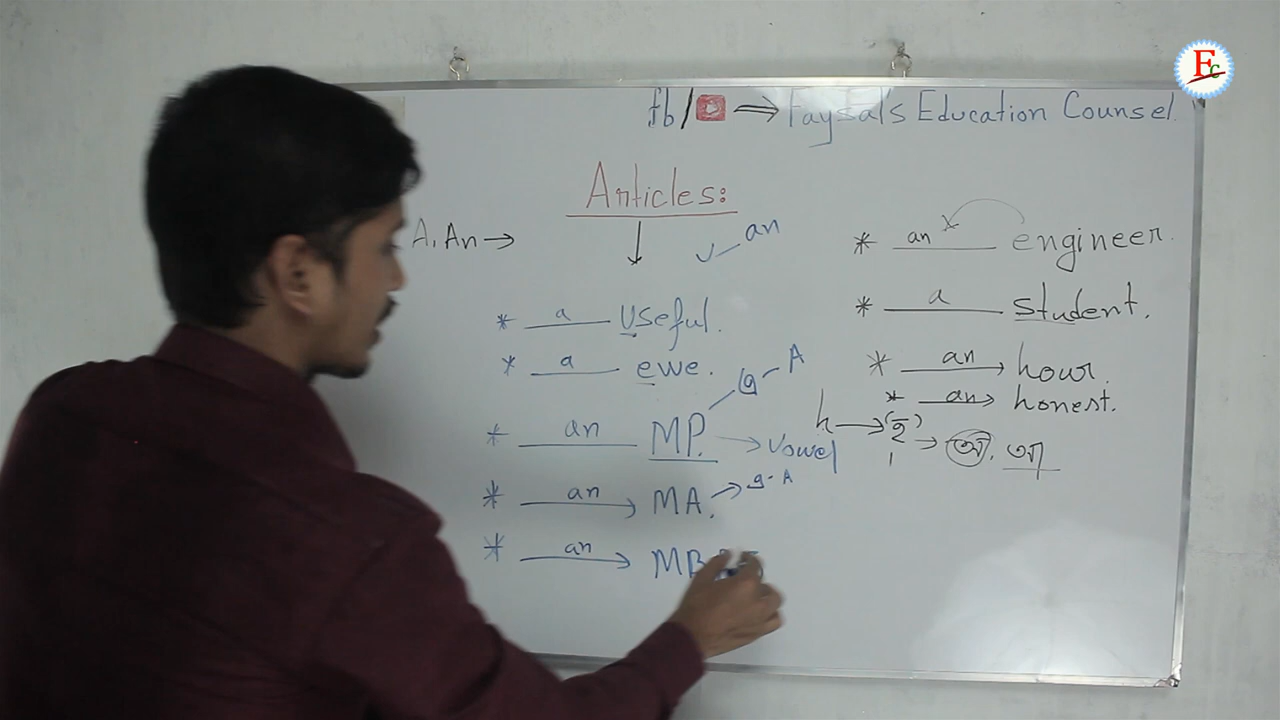 Ec
fb/ ⇒ Faysal's Education Counsel
Articles:
A, An →
an
* a useful.
* a ewe.
* an MP. → vowel
এ - A
* an → MA. → এ - A
* an → MB
* an engineer.
* a student.
* an → hour.
* an → honest.
h → (হ)
→ অ, আ